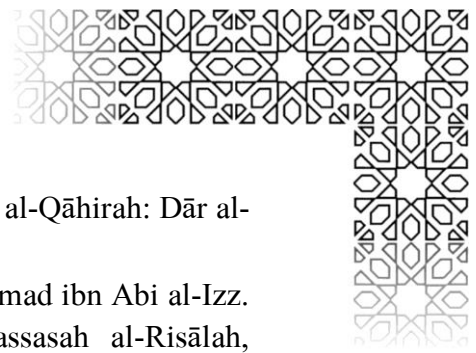 al-Qāhirah: Dār al-
mad ibn Abi al-Izz.
assasah al-Risālah,